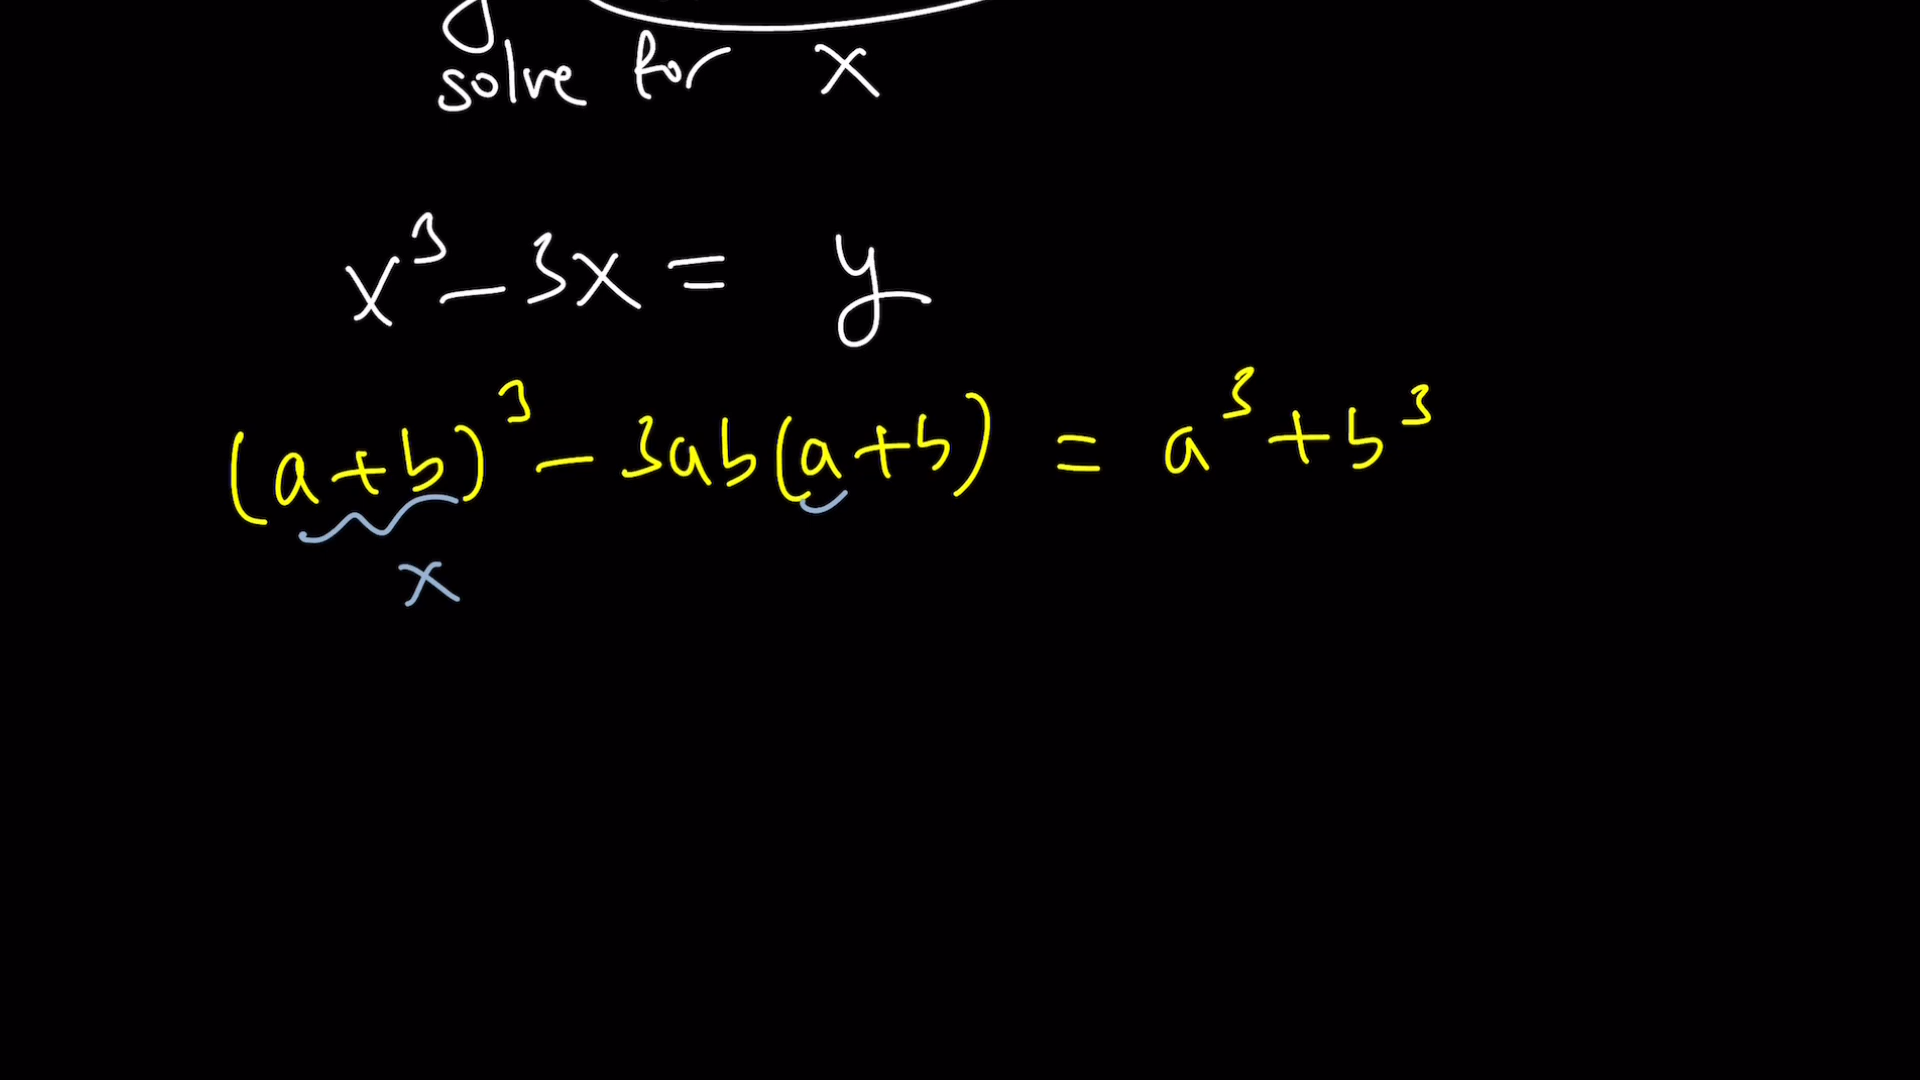 solve for x
x³ - 3x = y
(a+b)³ - 3ab(a+b) = a³ + b³
x